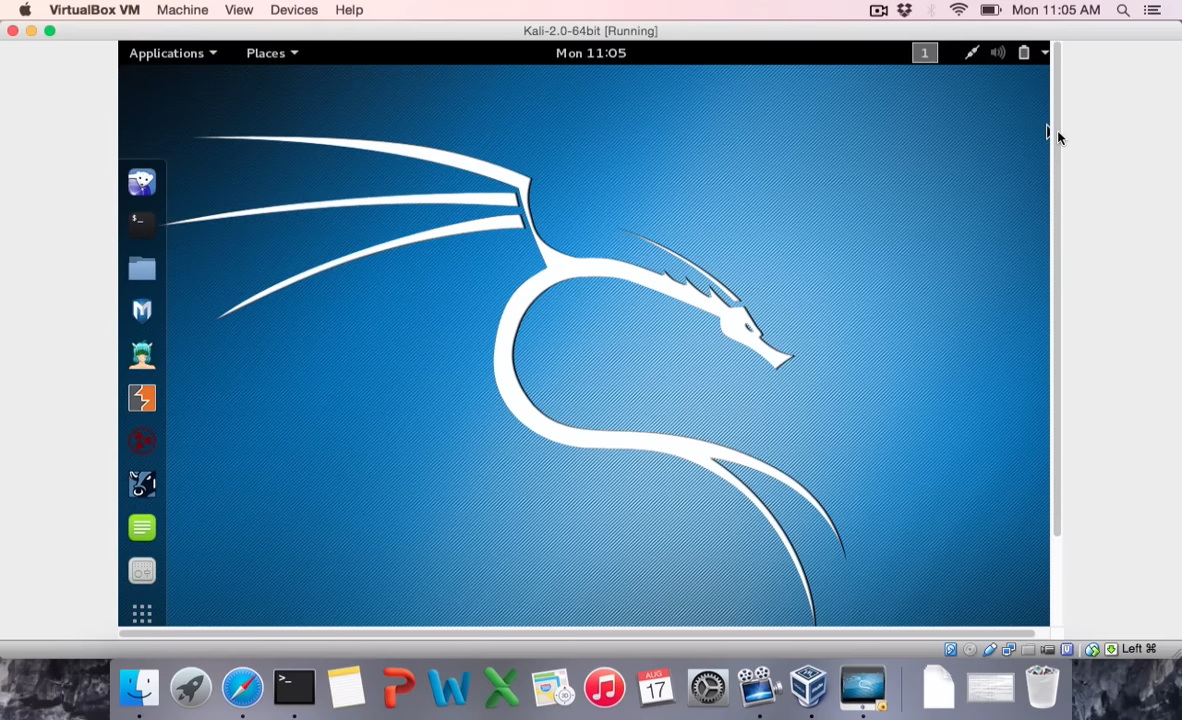 VirtualBox VM Machine View Devices Help Mon 11:05 AM
Kali-2.0-64bit [Running]
Applications Places Mon 11:05 1
$_
M
Left ⌘
>_
P W X
AUG
17